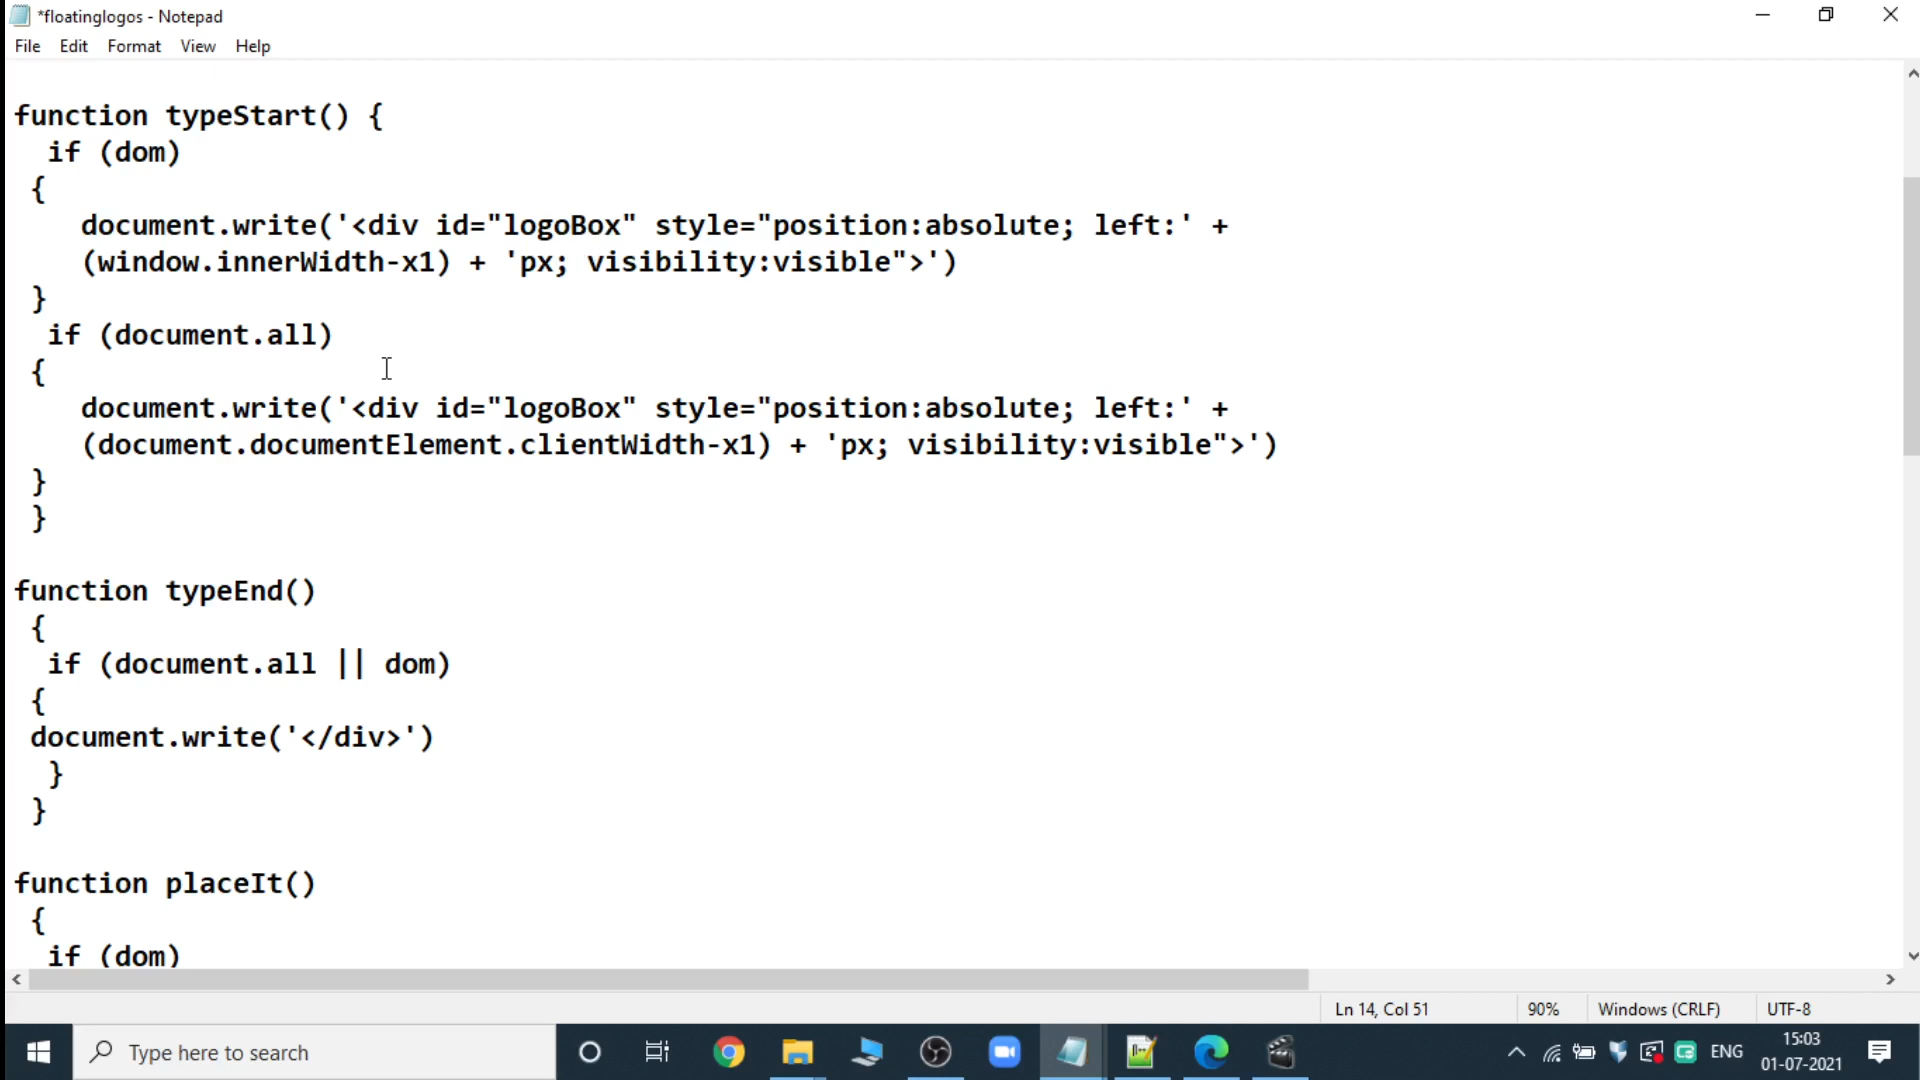 *floatinglogos - Notepad
File Edit Format View Help
function typeStart() {
if (dom)
{
document.write('<div id="logoBox" style="position:absolute; left:' +
(window.innerWidth-x1) + 'px; visibility:visible">')
}
if (document.all)
{
document.write('<div id="logoBox" style="position:absolute; left:' +
(document.documentElement.clientWidth-x1) + 'px; visibility:visible">')
}
}
function typeEnd()
{
if (document.all || dom)
{
document.write('</div>')
}
}
function placeIt()
{
if (dom)
Ln 14, Col 51 90% Windows (CRLF) UTF-8
Type here to search
ENG
15:03
01-07-2021